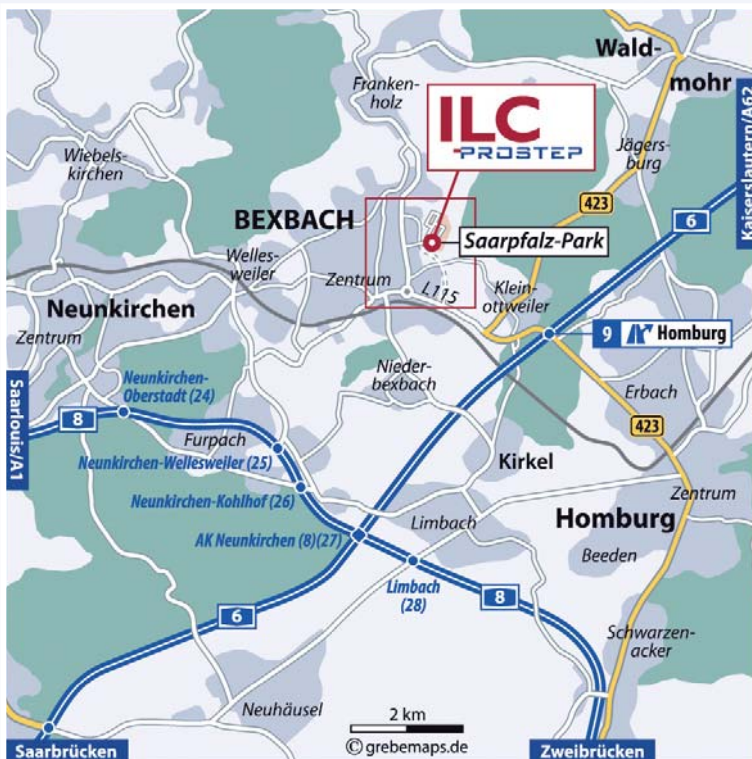 Wald-
mohr
Franken-
holz
ILC
PROSTEP
Kaiserslautern/A62
Jägers-
burg
Wiebels-
kirchen
423
6
BEXBACH
Saarpfalz-Park
Welles-
weiler
Zentrum
L115
Klein-
ottweiler
Neunkirchen
Zentrum
9 Homburg
Nieder-
bexbach
Erbach
Saarlouis/A1
Neunkirchen-
Oberstadt (24)
8
423
Furpach
Neunkirchen-Wellesweiler (25)
Kirkel
Neunkirchen-Kohlhof (26)
Zentrum
Limbach
Homburg
AK Neunkirchen (8)(27)
Beeden
Limbach
(28)
8
6
Schwarzen-
acker
Neuhäusel
2 km
© grebemaps.de
Saarbrücken
Zweibrücken